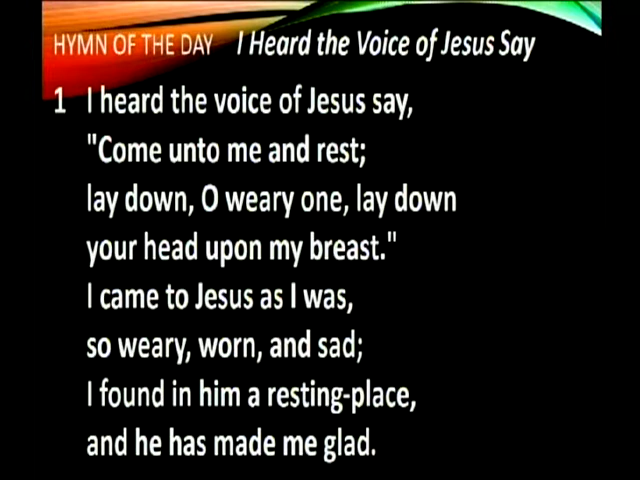 HYMN OF THE DAY I Heard the Voice of Jesus Say
1 I heard the voice of Jesus say,
"Come unto me and rest;
lay down, O weary one, lay down
your head upon my breast."
I came to Jesus as I was,
so weary, worn, and sad;
I found in him a resting-place,
and he has made me glad.